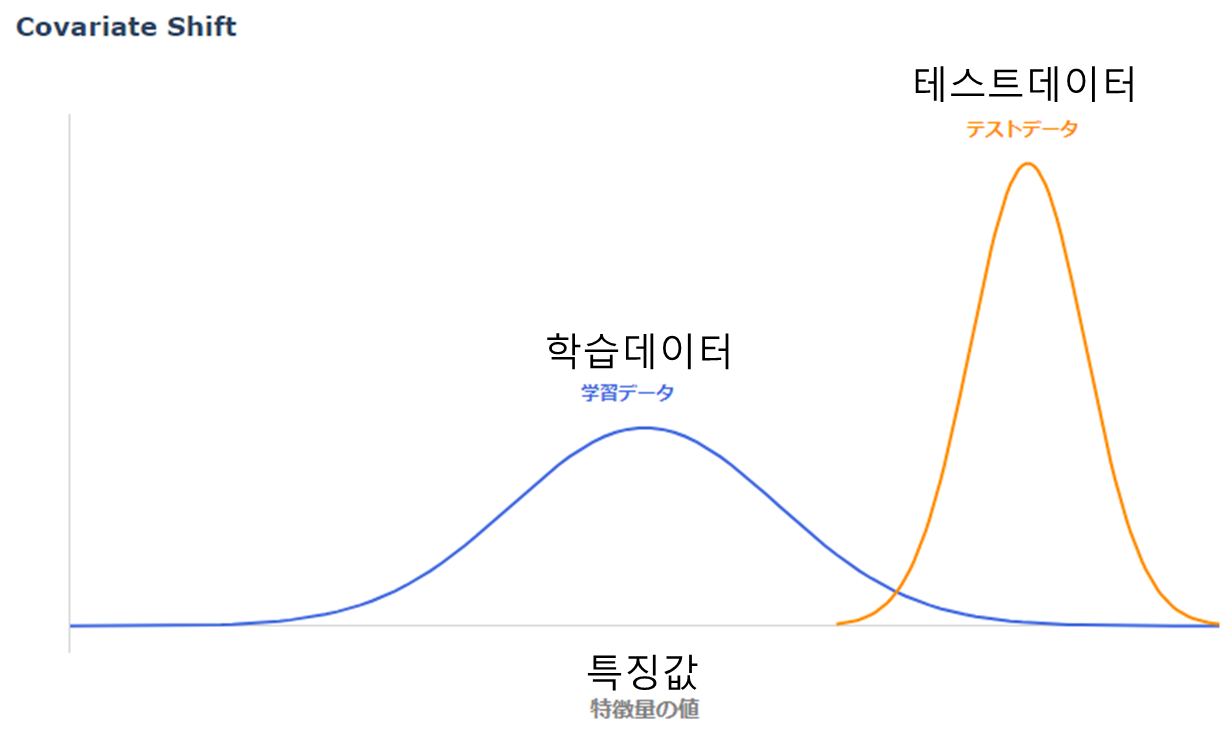 Covariate Shift
테스트데이터
テストデータ
학습데이터
学習データ
특징값
特徴量の値